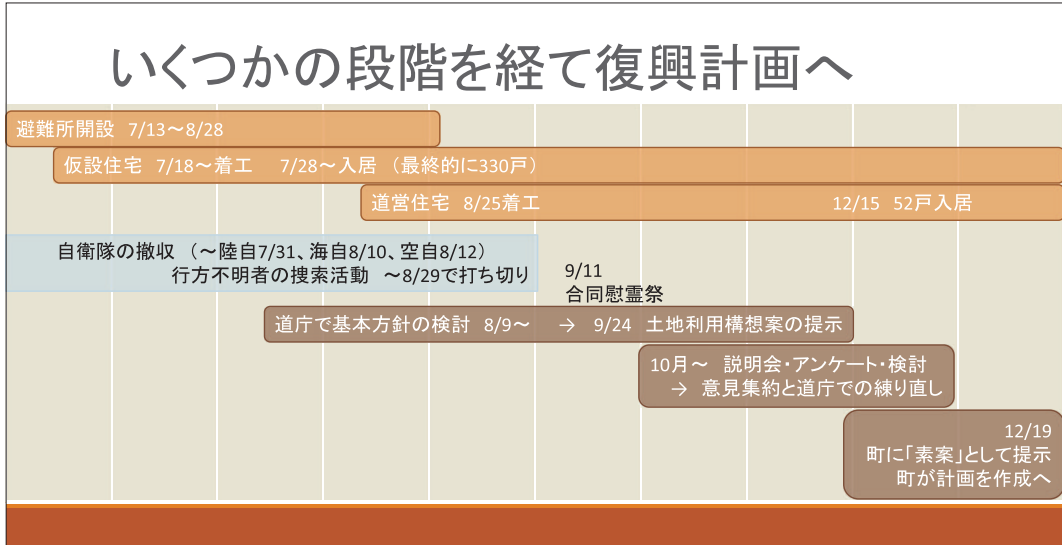 いくつかの段階を経て復興計画へ
避難所開設 7/13～8/28
仮設住宅 7/18～着工 7/28～入居 （最終的に330戸）
道営住宅 8/25着工 12/15 52戸入居
自衛隊の撤収 （～陸自7/31、海自8/10、空自8/12）
行方不明者の捜索活動 ～8/29で打ち切り
9/11
合同慰霊祭
道庁で基本方針の検討 8/9～ → 9/24 土地利用構想案の提示
10月～ 説明会・アンケート・検討
→ 意見集約と道庁での練り直し
12/19
町に「素案」として提示
町が計画を作成へ